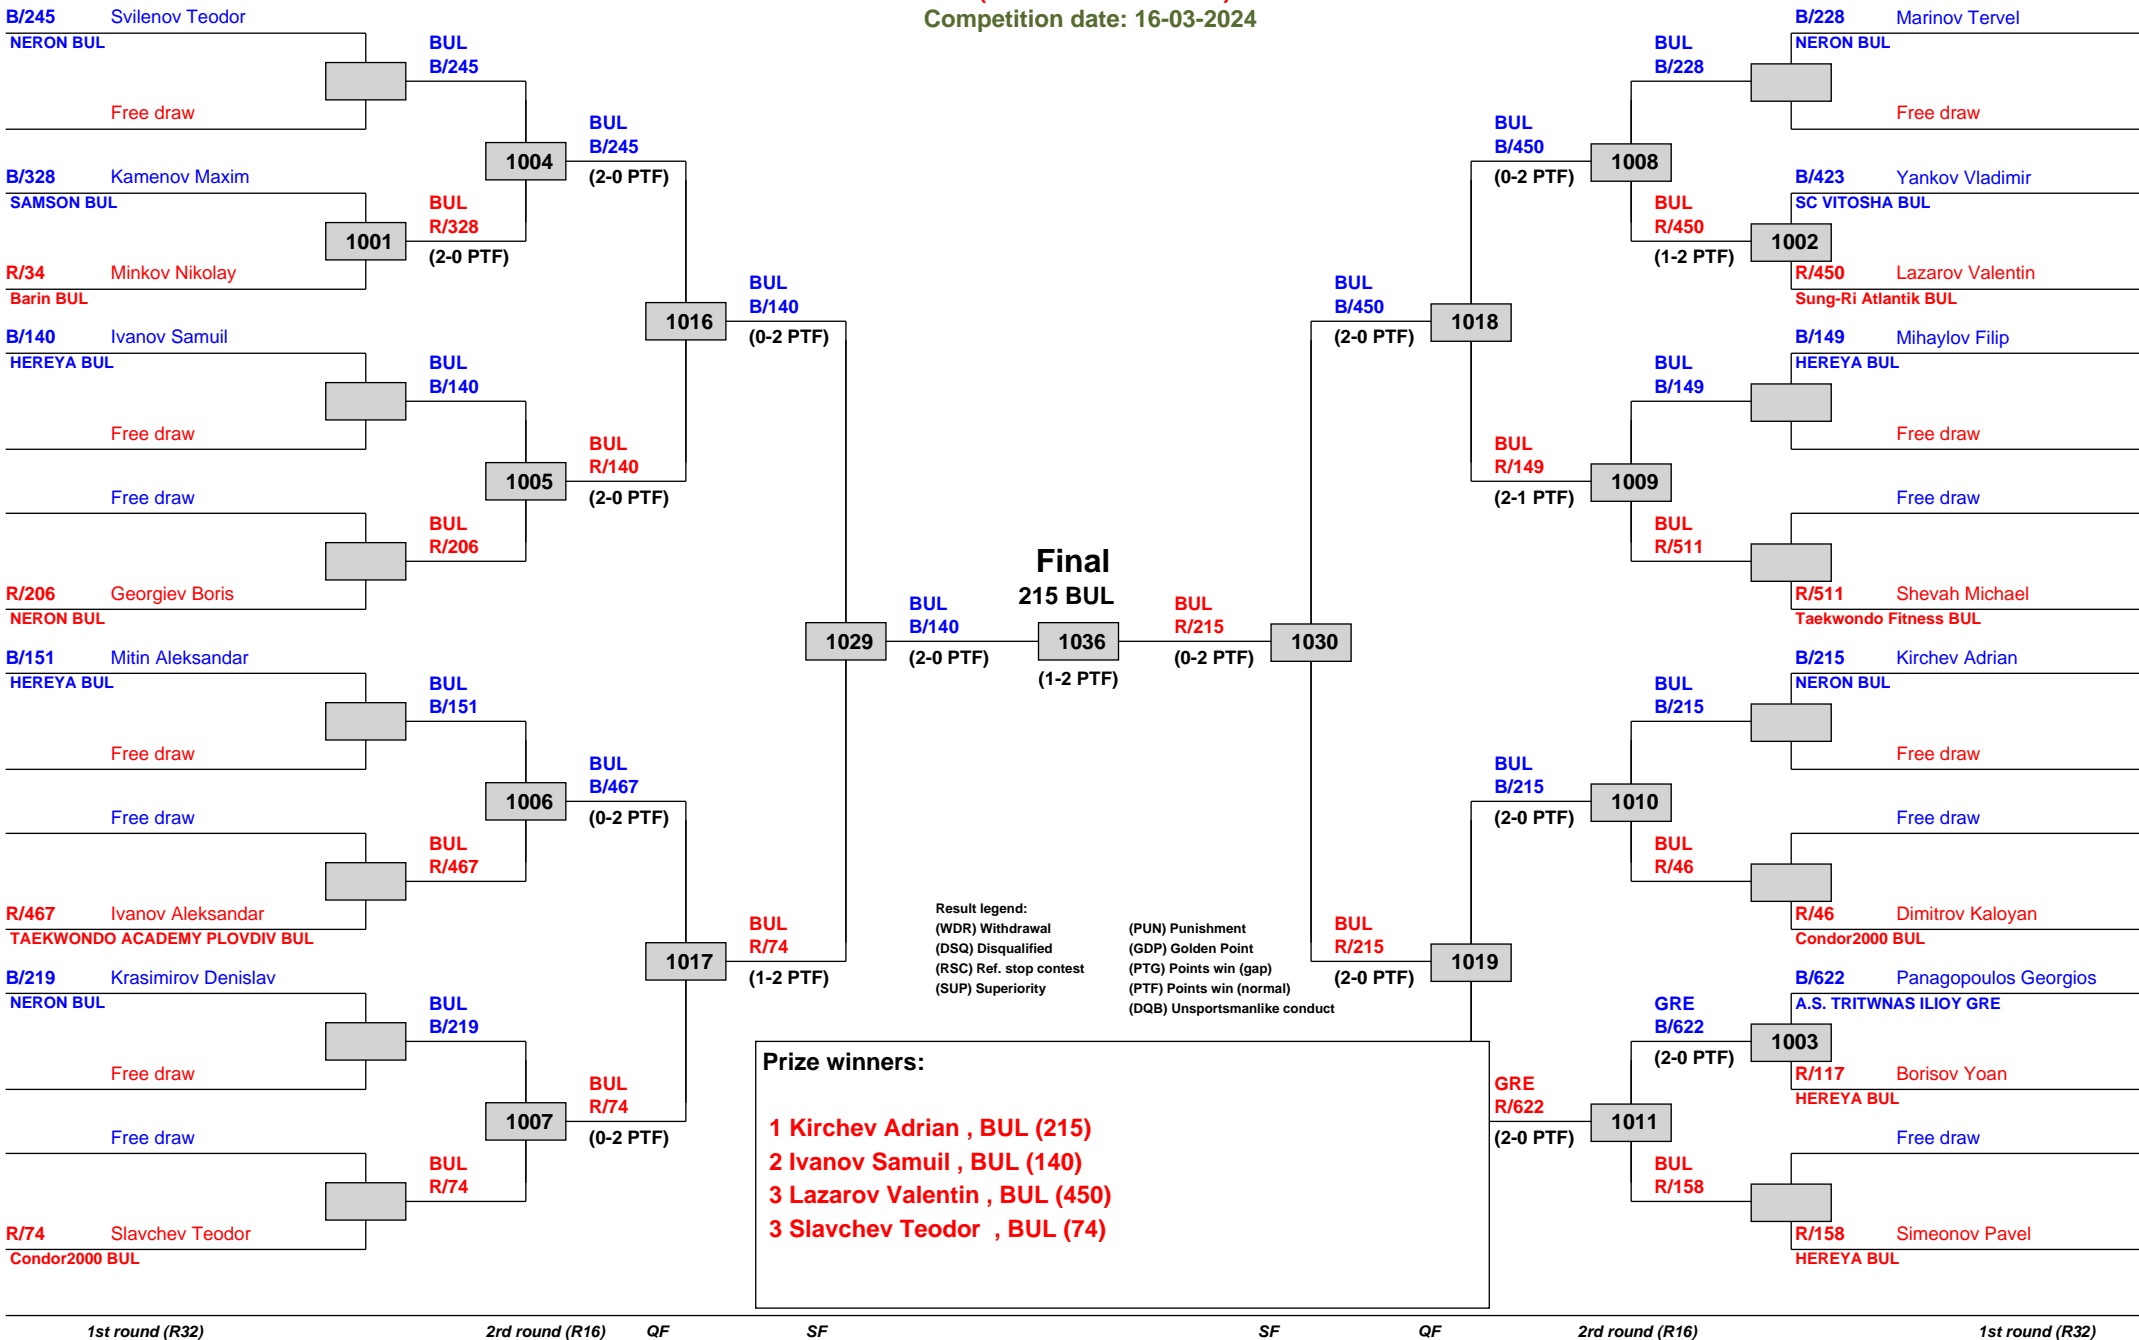 Competition date: 16-03-2024
B/245 Svilenov Teodor
NERON BUL
Free draw
B/328 Kamenov Maxim
SAMSON BUL
1001
R/34 Minkov Nikolay
Barin BUL
B/140 Ivanov Samuil
HEREYA BUL
Free draw
Free draw
R/206 Georgiev Boris
NERON BUL
B/151 Mitin Aleksandar
HEREYA BUL
Free draw
Free draw
R/467 Ivanov Aleksandar
TAEKWONDO ACADEMY PLOVDIV BUL
B/219 Krasimirov Denislav
NERON BUL
Free draw
Free draw
R/74 Slavchev Teodor
Condor2000 BUL
BUL
B/245
1004
BUL
R/328
(2-0 PTF)
BUL
B/140
1005
BUL
R/206
BUL
B/151
1006
BUL
R/467
BUL
B/219
1007
BUL
R/74
BUL
B/245
(2-0 PTF)
1016
BUL
R/140
(2-0 PTF)
BUL
B/467
(0-2 PTF)
1017
BUL
R/74
(0-2 PTF)
BUL
B/140
(0-2 PTF)
1029
BUL
R/74
(1-2 PTF)
BUL
B/140
(2-0 PTF)
Final
215 BUL
1036
(1-2 PTF)
BUL
R/215
(0-2 PTF)
1030
BUL
B/450
(2-0 PTF)
BUL
R/215
(2-0 PTF)
1018
1019
BUL
B/450
(0-2 PTF)
BUL
R/149
(2-1 PTF)
BUL
B/215
(2-0 PTF)
GRE
R/622
(2-0 PTF)
1008
1009
1010
1011
BUL
B/228
BUL
R/450
(1-2 PTF)
BUL
B/149
BUL
R/511
BUL
B/215
BUL
R/46
GRE
B/622
(2-0 PTF)
BUL
R/158
B/228 Marinov Tervel
NERON BUL
Free draw
B/423 Yankov Vladimir
SC VITOSHA BUL
1002
R/450 Lazarov Valentin
Sung-Ri Atlantik BUL
B/149 Mihaylov Filip
HEREYA BUL
Free draw
Free draw
R/511 Shevah Michael
Taekwondo Fitness BUL
B/215 Kirchev Adrian
NERON BUL
Free draw
Free draw
R/46 Dimitrov Kaloyan
Condor2000 BUL
B/622 Panagopoulos Georgios
A.S. TRITWNAS ILIOY GRE
1003
R/117 Borisov Yoan
HEREYA BUL
Free draw
R/158 Simeonov Pavel
HEREYA BUL
Result legend:
(WDR) Withdrawal (PUN) Punishment
(DSQ) Disqualified (GDP) Golden Point
(RSC) Ref. stop contest (PTG) Points win (gap)
(SUP) Superiority (PTF) Points win (normal)
(DQB) Unsportsmanlike conduct
Prize winners:
1 Kirchev Adrian , BUL (215)
2 Ivanov Samuil , BUL (140)
3 Lazarov Valentin , BUL (450)
3 Slavchev Teodor , BUL (74)
1st round (R32) 2rd round (R16) QF SF SF QF 2rd round (R16) 1st round (R32)